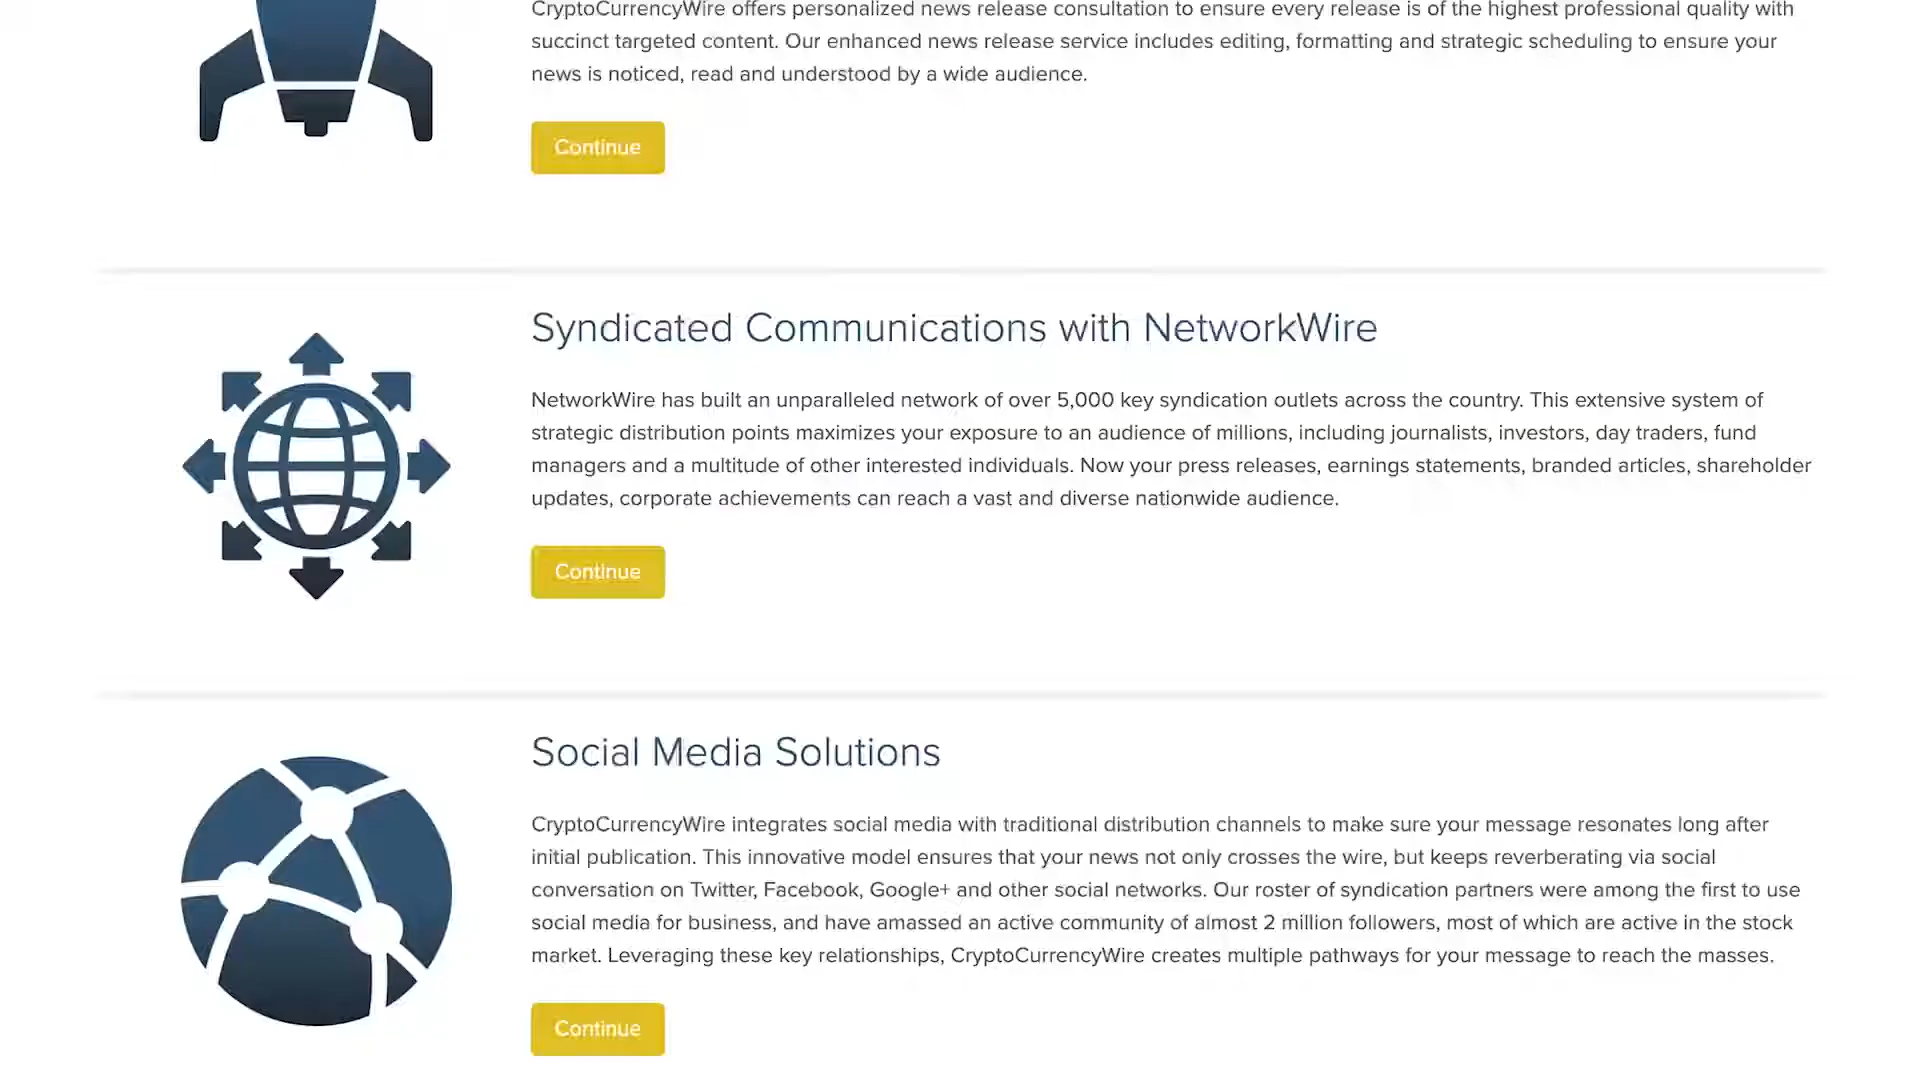 CryptoCurrencyWire offers personalized news release consultation to ensure every release is of the highest professional quality with
succinct targeted content. Our enhanced news release service includes editing, formatting and strategic scheduling to ensure your
news is noticed, read and understood by a wide audience.
Continue
Syndicated Communications with NetworkWire
NetworkWire has built an unparalleled network of over 5,000 key syndication outlets across the country. This extensive system of
strategic distribution points maximizes your exposure to an audience of millions, including journalists, investors, day traders, fund
managers and a multitude of other interested individuals. Now your press releases, earnings statements, branded articles, shareholder
updates, corporate achievements can reach a vast and diverse nationwide audience.
Continue
Social Media Solutions
CryptoCurrencyWire integrates social media with traditional distribution channels to make sure your message resonates long after
initial publication. This innovative model ensures that your news not only crosses the wire, but keeps reverberating via social
conversation on Twitter, Facebook, Google+ and other social networks. Our roster of syndication partners were among the first to use
social media for business, and have amassed an active community of almost 2 million followers, most of which are active in the stock
market. Leveraging these key relationships, CryptoCurrencyWire creates multiple pathways for your message to reach the masses.
Continue